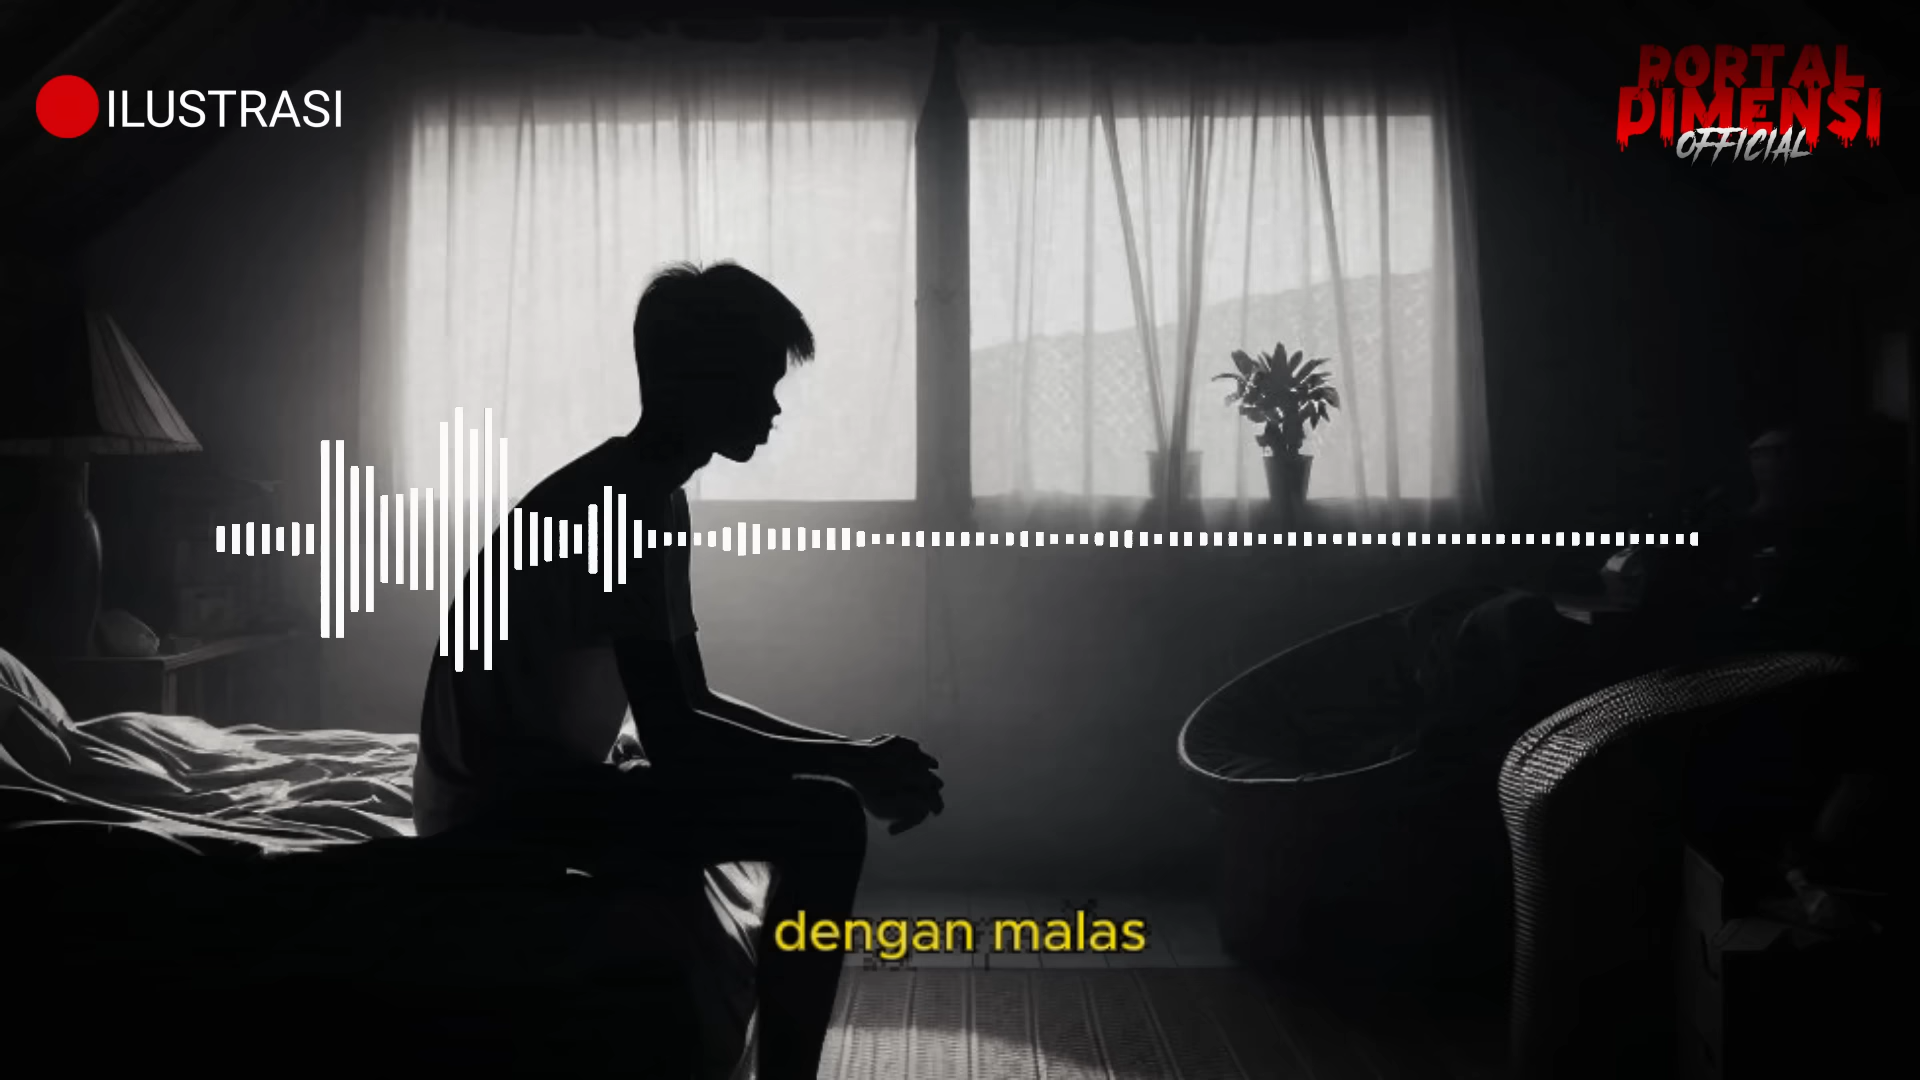 ILUSTRASI
PORTAL
DIMENSI
OFFICIAL
dengan malas